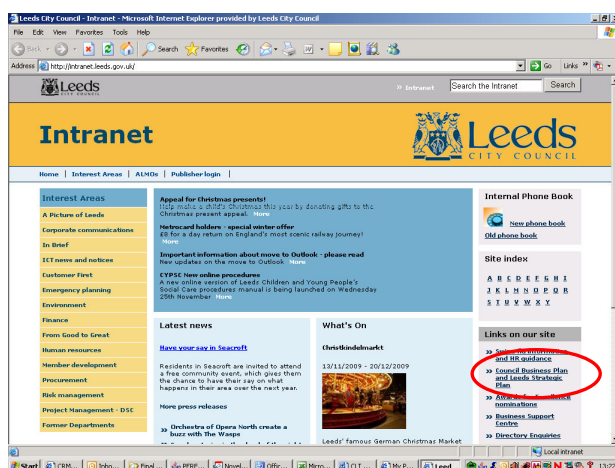 Leeds City Council - Intranet - Microsoft Internet Explorer provided by Leeds City Council
File Edit View Favorites Tools Help
Back Search Favorites
Address http://intranet.leeds.gov.uk/ Go Links »
Leeds
CITY COUNCIL
» Intranet Search the Intranet Search
Intranet
Leeds
CITY COUNCIL
Home | Interest Areas | ALMOs | Publisher login |
Interest Areas
A Picture of Leeds
Corporate communications
In Brief
ICT news and notices
Customer First
Emergency planning
Environment
Finance
From Good to Great
Human resources
Member development
Procurement
Risk management
Project Management - DSC
Former Departments
Appeal for Christmas presents!
Help make a child's Christmas this year by donating gifts to the
Christmas present appeal. More
Metrocard holders - special winter offer
£8 for a day return on England's most scenic railway journey!
More
Important information about move to Outlook - please read
New updates on the move to Outlook More
CYPSC New online procedures
A new online version of Leeds Children and Young People's
Social Care procedures manual is being launched on Wednesday
25th November More
Latest news
Have your say in Seacroft
Residents in Seacroft are invited to attend
a free community event, which gives them
the chance to have their say on what
happens in their area over the next year.
More press releases
» Orchestra of Opera North create a
buzz with The Wasps
What's On
Christkindelmarkt
13/11/2009 - 20/12/2009
Leeds' famous German Christmas Market
Internal Phone Book
New phone book
Old phone book
Site index
A B C D E F G H I
J K L M N O P Q R
S T U V W X Y
Links on our site
» Swine flu
and HR guidance
» Council Business Plan
and Leeds Strategic
Plan
» Awards for
nominations
» Business Support
Centre
» Directory Enquiries
Local intranet
Start